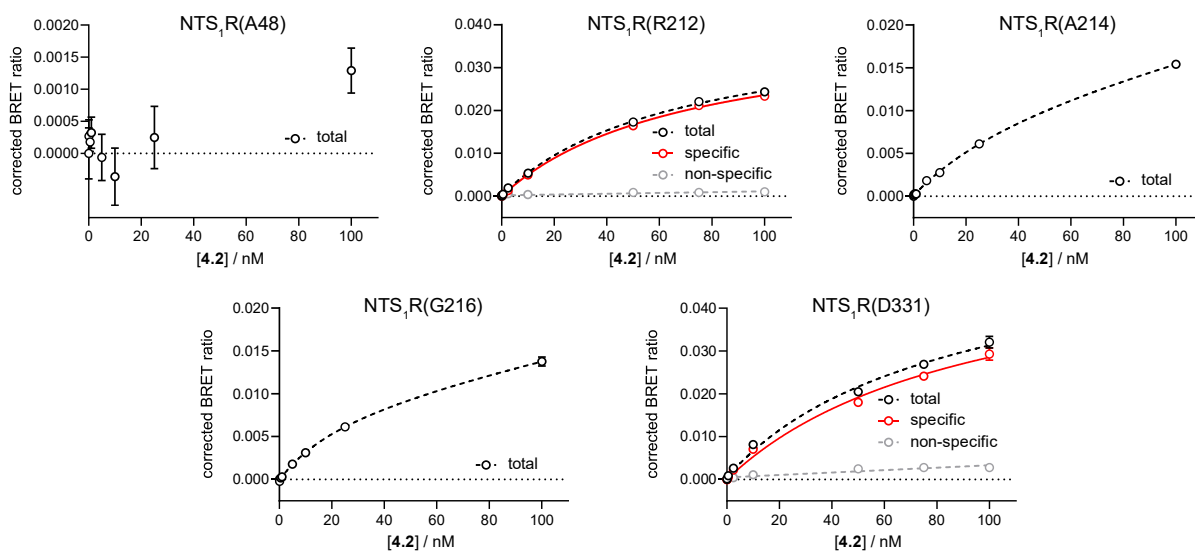 NTS₁R(A48)
corrected BRET ratio
0.0020
0.0015
0.0010
0.0005
0.0000
total
0 20 40 60 80 100
[4.2] / nM
NTS₁R(R212)
corrected BRET ratio
0.040
0.030
0.020
0.010
0.000
total
specific
non-specific
0 20 40 60 80 100
[4.2] / nM
NTS₁R(A214)
corrected BRET ratio
0.020
0.015
0.010
0.005
0.000
total
0 20 40 60 80 100
[4.2] / nM
NTS₁R(G216)
corrected BRET ratio
0.020
0.015
0.010
0.005
0.000
total
0 20 40 60 80 100
[4.2] / nM
NTS₁R(D331)
corrected BRET ratio
0.040
0.030
0.020
0.010
0.000
total
specific
non-specific
0 20 40 60 80 100
[4.2] / nM